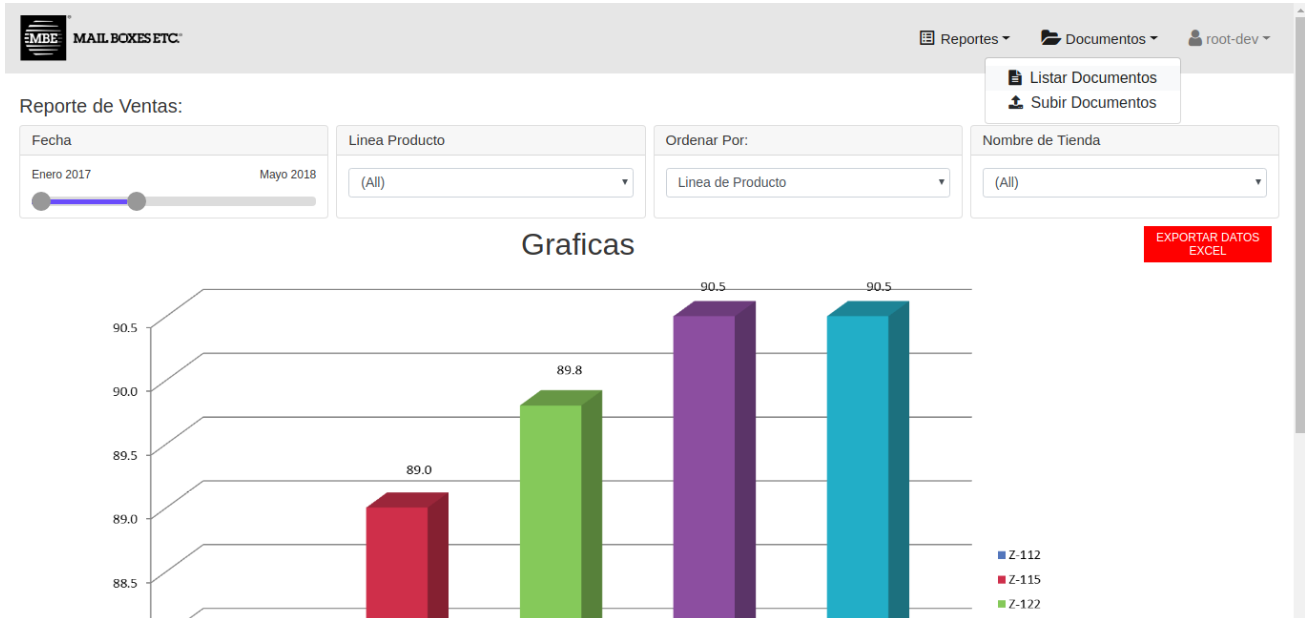 MBE MAIL BOXES ETC.®
Reportes
Documentos
root-dev
Listar Documentos
Subir Documentos
Reporte de Ventas:
Fecha
Linea Producto
Ordenar Por:
Nombre de Tienda
Enero 2017
Mayo 2018
(All)
Linea de Producto
(All)
Graficas
EXPORTAR DATOS
EXCEL
90.5
90.5
90.5
89.8
90.0
89.5
89.0
89.0
88.5
Z-112
Z-115
Z-122